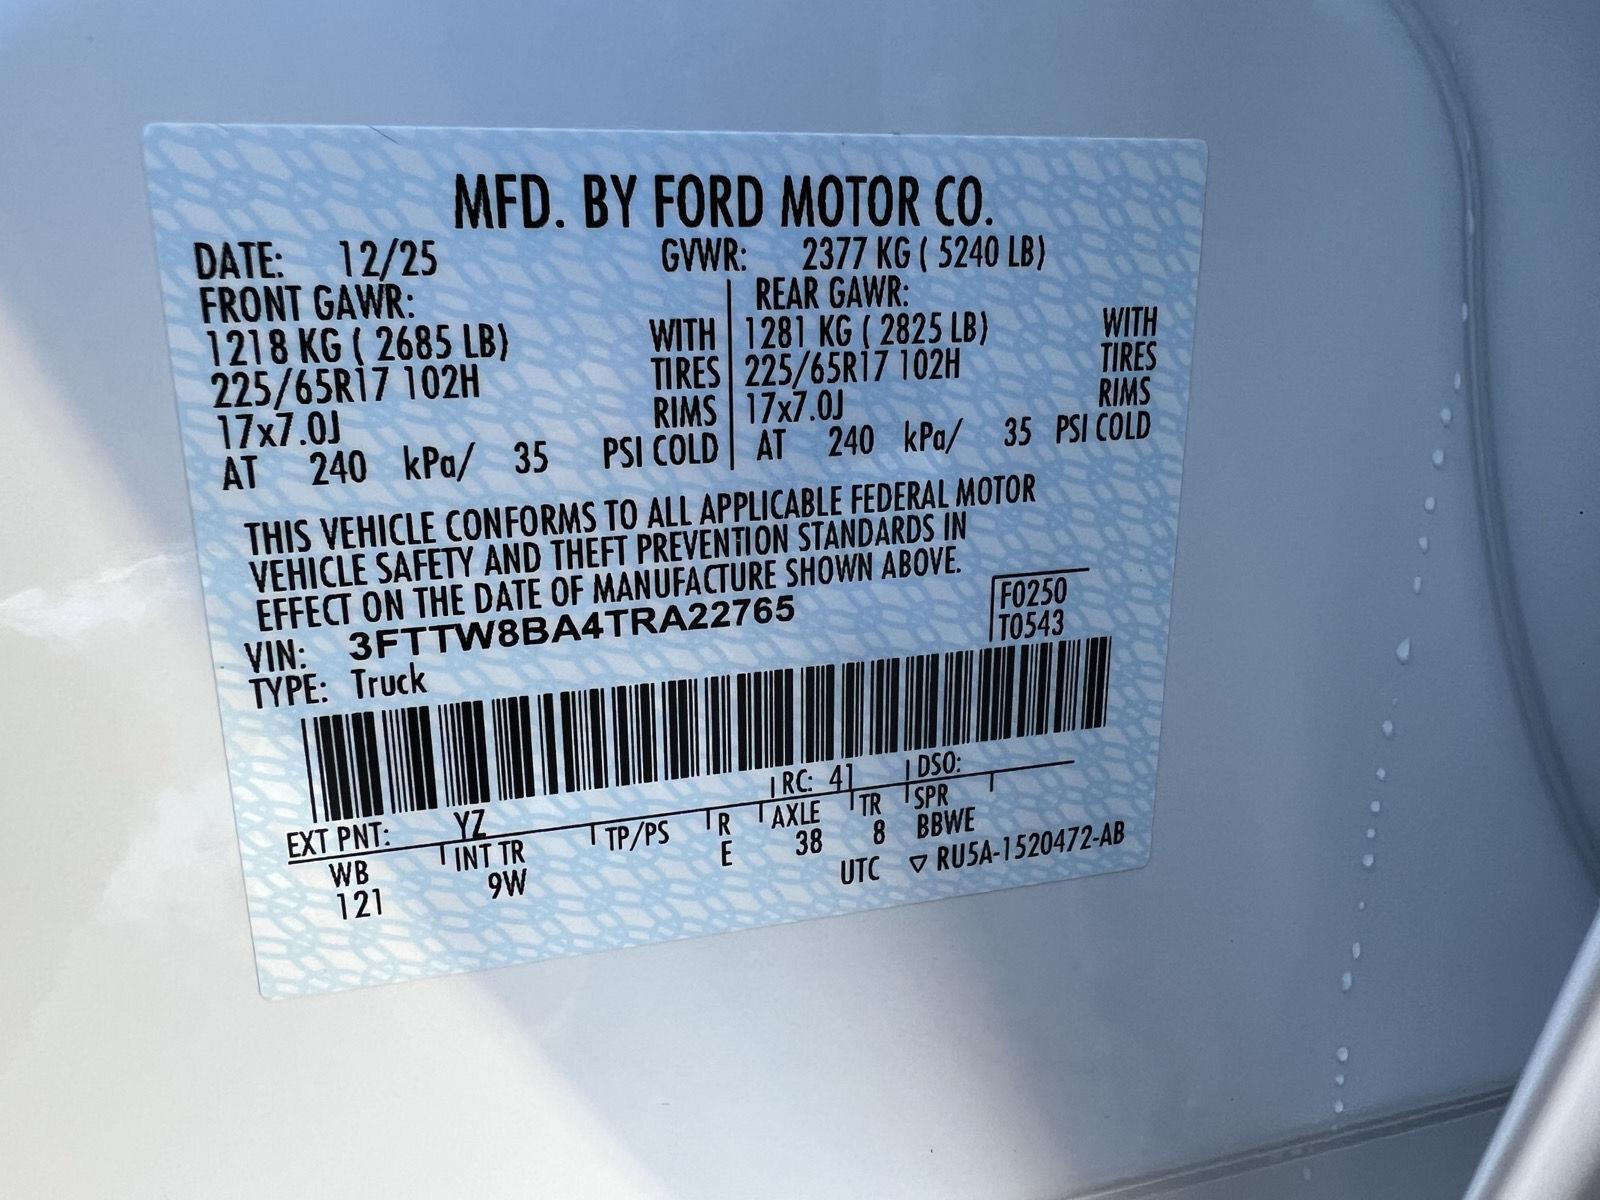 MFD. BY FORD MOTOR CO.
DATE: 12/25 GVWR: 2377 KG ( 5240 LB)
FRONT GAWR: REAR GAWR:
1218 KG ( 2685 LB) WITH 1281 KG ( 2825 LB) WITH
225/65R17 102H TIRES 225/65R17 102H TIRES
17x7.0J RIMS 17x7.0J RIMS
AT 240 kPa/ 35 PSI COLD AT 240 kPa/ 35 PSI COLD
THIS VEHICLE CONFORMS TO ALL APPLICABLE FEDERAL MOTOR
VEHICLE SAFETY AND THEFT PREVENTION STANDARDS IN
EFFECT ON THE DATE OF MANUFACTURE SHOWN ABOVE.
F0250
VIN: 3FTTW8BA4TRA22765 T0543
TYPE: Truck
EXT PNT: YZ RC: 41 DSO:
WB INT TR TP/PS R AXLE TR SPR
121 9W E 38 8 BBWE
UTC ▽ RU5A-1520472-AB